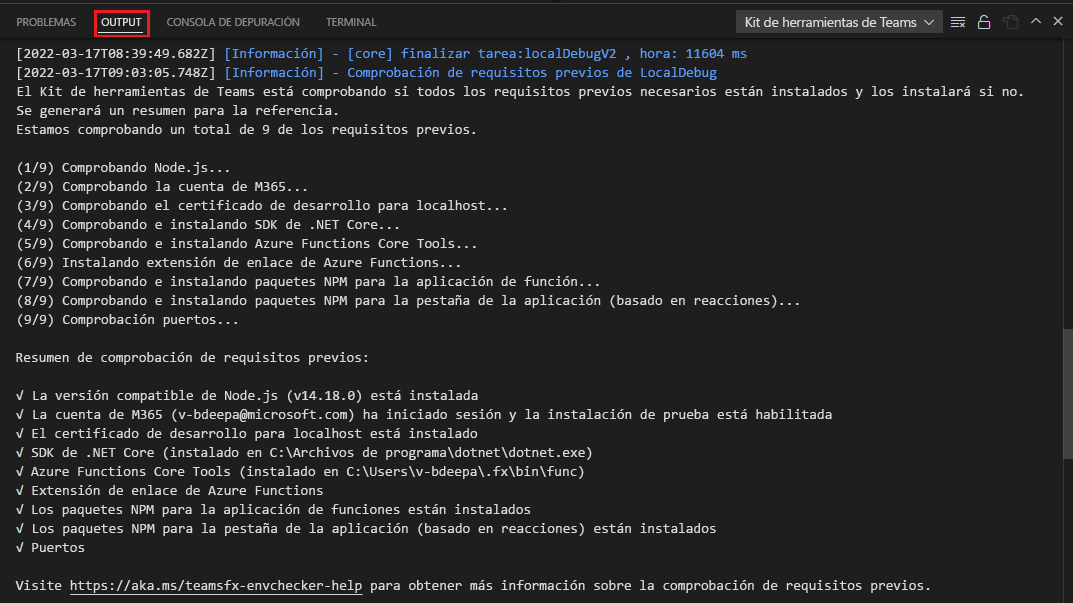 PROBLEMAS OUTPUT CONSOLA DE DEPURACIÓN TERMINAL Kit de herramientas de Teams
[2022-03-17T08:39:49.682Z] [Información] - [core] finalizar tarea:localDebugV2 , hora: 11604 ms
[2022-03-17T09:03:05.748Z] [Información] - Comprobación de requisitos previos de LocalDebug
El Kit de herramientas de Teams está comprobando si todos los requisitos previos necesarios están instalados y los instalará si no.
Se generará un resumen para la referencia.
Estamos comprobando un total de 9 de los requisitos previos.
(1/9) Comprobando Node.js...
(2/9) Comprobando la cuenta de M365...
(3/9) Comprobando el certificado de desarrollo para localhost...
(4/9) Comprobando e instalando SDK de .NET Core...
(5/9) Comprobando e instalando Azure Functions Core Tools...
(6/9) Instalando extensión de enlace de Azure Functions...
(7/9) Comprobando e instalando paquetes NPM para la aplicación de función...
(8/9) Comprobando e instalando paquetes NPM para la pestaña de la aplicación (basado en reacciones)...
(9/9) Comprobación puertos...
Resumen de comprobación de requisitos previos:
√ La versión compatible de Node.js (v14.18.0) está instalada
√ La cuenta de M365 (v-bdeepa@microsoft.com) ha iniciado sesión y la instalación de prueba está habilitada
√ El certificado de desarrollo para localhost está instalado
√ SDK de .NET Core (instalado en C:\Archivos de programa\dotnet\dotnet.exe)
√ Azure Functions Core Tools (instalado en C:\Users\v-bdeepa\.fx\bin\func)
√ Extensión de enlace de Azure Functions
√ Los paquetes NPM para la aplicación de funciones están instalados
√ Los paquetes NPM para la pestaña de la aplicación (basado en reacciones) están instalados
√ Puertos
Visite https://aka.ms/teamsfx-envchecker-help para obtener más información sobre la comprobación de requisitos previos.